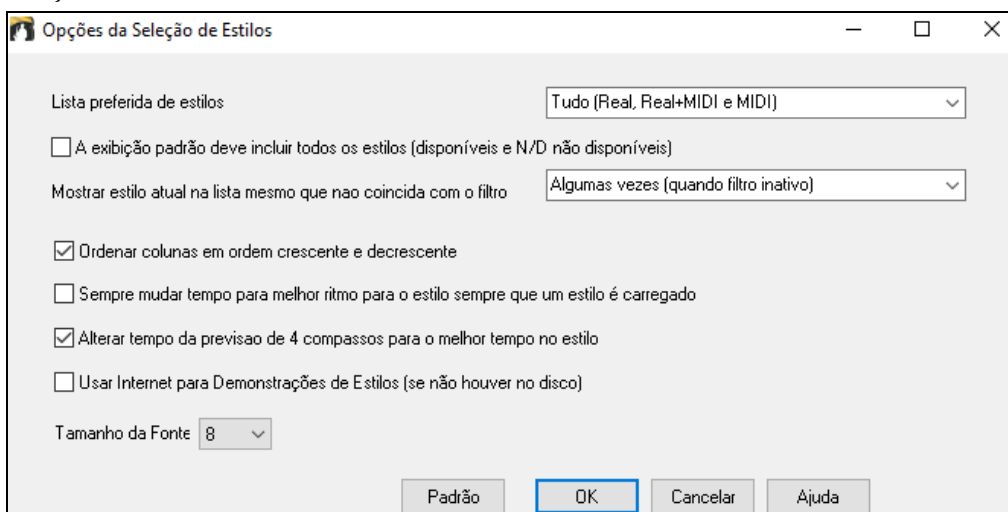 Opções da Seleção de Estilos
Lista preferida de estilos
Tudo (Real, Real+MIDI e MIDI)
A exibição padrão deve incluir todos os estilos (disponíveis e N/D não disponíveis)
Mostrar estilo atual na lista mesmo que nao coincida com o filtro
Algumas vezes (quando filtro inativo)
Ordenar colunas em ordem crescente e decrescente
Sempre mudar tempo para melhor ritmo para o estilo sempre que um estilo é carregado
Alterar tempo da previsao de 4 compassos para o melhor tempo no estilo
Usar Internet para Demonstrações de Estilos (se não houver no disco)
Tamanho da Fonte 8
Padrão OK Cancelar Ajuda